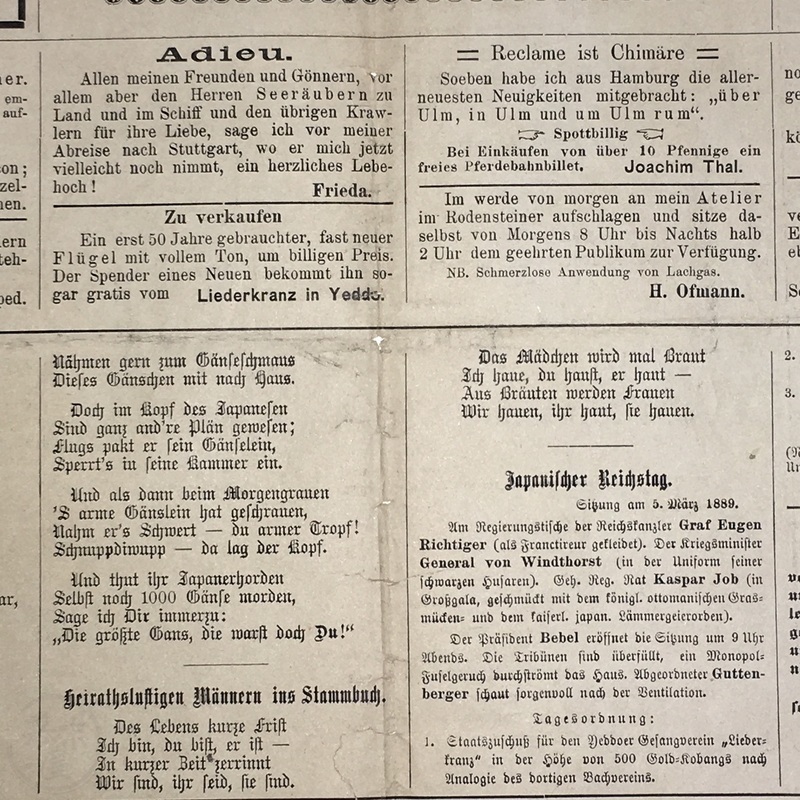 Adieu.
Allen meinen Freunden und Gönnern, vor
allem aber den Herren Seeräubern zu
Land und im Schiff und den übrigen Kraw-
lern für ihre Liebe, sage ich vor meiner
Abreise nach Stuttgart, wo er mich jetzt
vielleicht noch nimmt, ein herzliches Lebe-
hoch!
Frieda.
Zu verkaufen
Ein erst 50 Jahre gebrauchter, fast neuer
Flügel mit vollem Ton, um billigen Preis.
Der Spender eines Neuen bekommt ihn so-
gar gratis vom Liederkranz in Yeddo.
= Reclame ist Chimäre =
Soeben habe ich aus Hamburg die aller-
neuesten Neuigkeiten mitgebracht: „über
Ulm, in Ulm und um Ulm rum“.
☞ Spottbillig ☜
Bei Einkäufen von über 10 Pfennige ein
freies Pferdebahnbillet. Joachim Thal.
Im werde von morgen an mein Atelier
im Rodensteiner aufschlagen und sitze da-
selbst von Morgens 8 Uhr bis Nachts halb
2 Uhr dem geehrten Publikum zur Verfügung.
NB. Schmerzlose Anwendung von Lachgas.
H. Ofmann.
Nähmen gern zum Gänseschmaus
Dieses Gänschen mit nach Haus.
Doch im Kopf des Japanesen
Sind ganz and're Plän gewesen;
Flugs pakt er sein Gänselein,
Sperrt's in seine Kammer ein.
Und als dann beim Morgengrauen
'S arme Gänslein hat geschrauen,
Nahm er's Schwert — du armer Tropf!
Schwuppdiwupp — da lag der Kopf.
Und thut ihr Japanerhorden
Selbst noch 1000 Gänse morden,
Sage ich Dir immerzu:
„Die größte Gans, die warst doch Du!“
Heirathslustigen Männern ins Stammbuch.
Des Lebens kurze Frist
Ich bin, du bist, er ist —
In kurzer Zeit zerrinnt
Wir sind, ihr seid, sie sind.
Das Mädchen wird mal Braut
Ich haue, du haust, er haut —
Aus Bräuten werden Frauen
Wir hauen, ihr haut, sie hauen.
Japanischer Reichstag.
Sitzung am 5. März 1889.
Am Regierungstische der Reichskanzler Graf Eugen
Richtiger (als Franctireur gekleidet). Der Kriegsminister
General von Windthorst (in der Uniform seiner
schwarzen Husaren). Geh. Reg. Rat Kaspar Job (in
Großgala, geschmückt mit dem königl. ottomanischen Gras-
mücken- und dem kaiserl. japan. Lämmergeierorden).
Der Präsident Bebel eröffnet die Sitzung um 9 Uhr
Abends. Die Tribünen sind überfüllt, ein Monopol-
Fuselgeruch durchströmt das Haus. Abgeordneter Guttenberger
schaut sorgenvoll nach der Ventilation.
Tagesordnung:
1. Staatszuschuß für den Yeddoer Gesangverein „Lieder-
kranz“ in der Höhe von 500 Gold-Kobangs nach
Analogie des dortigen Bachvereins.